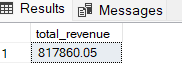 Results Messages
total_revenue
1 817860.05